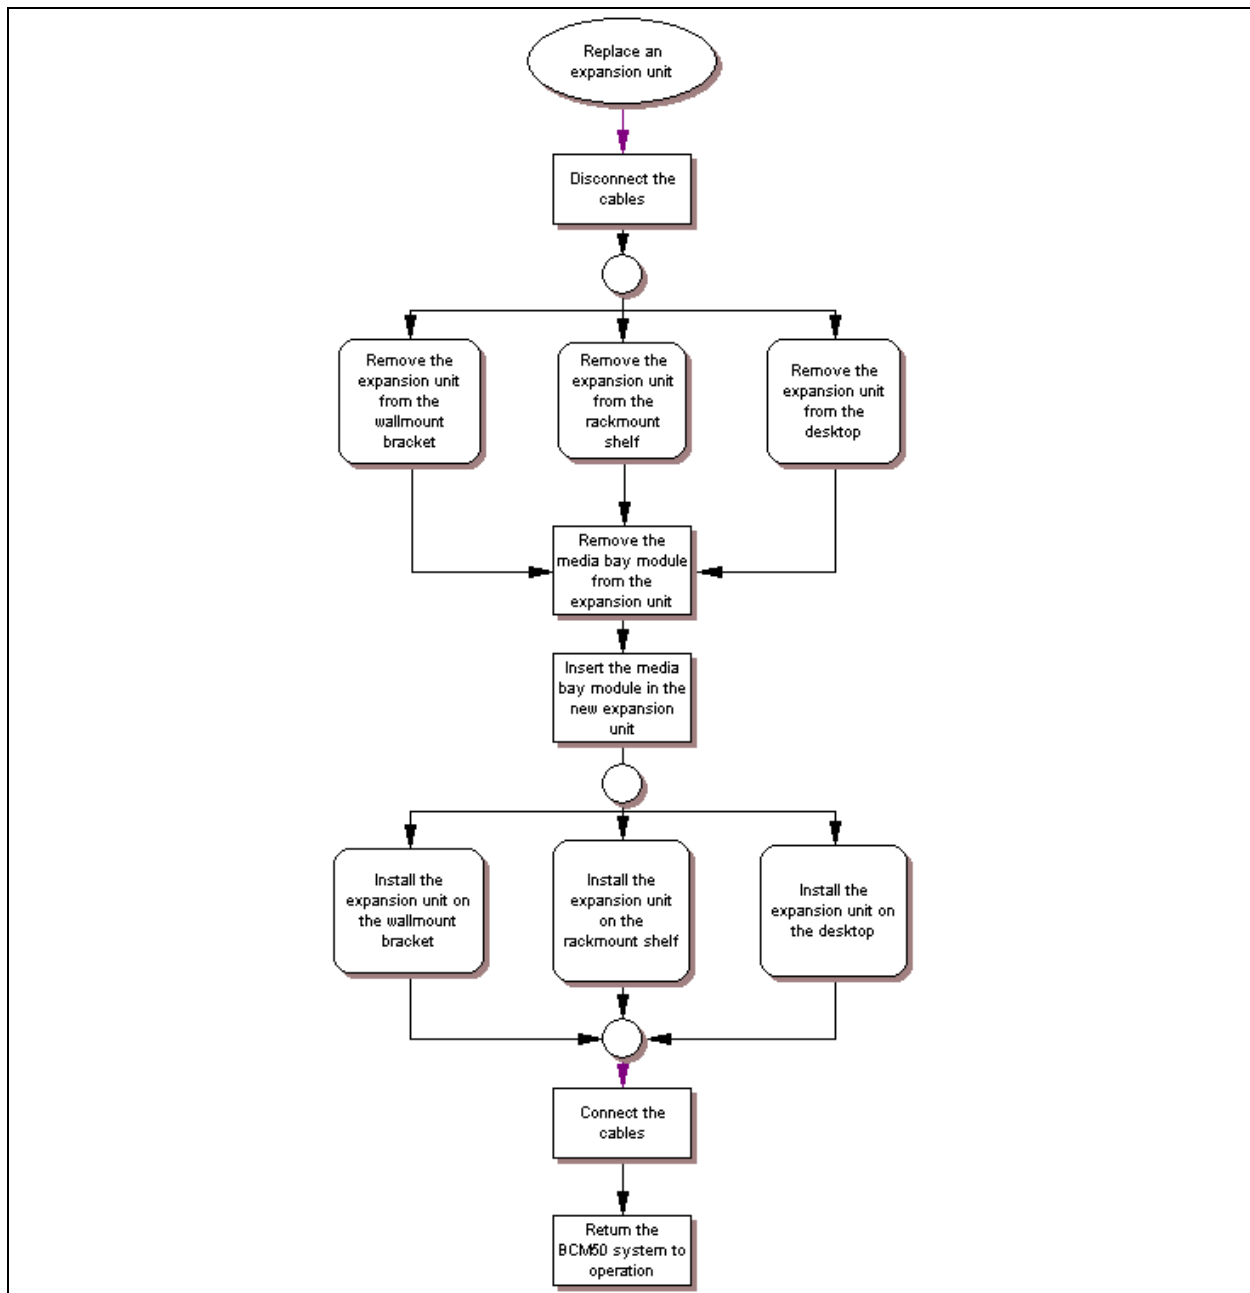 Replace an
expansion unit
Disconnect the
cables
Remove the
expansion unit
from the
wallmount
bracket
Remove the
expansion unit
from the
rackmount
shelf
Remove the
expansion unit
from the
desktop
Remove the
media bay module
from the
expansion unit
Insert the media
bay module in the
new expansion
unit
Install the
expansion unit on
the wallmount
bracket
Install the
expansion unit
on the
rackmount shelf
Install the
expansion unit on
the desktop
Connect the
cables
Return the
BCM50 system to
operation